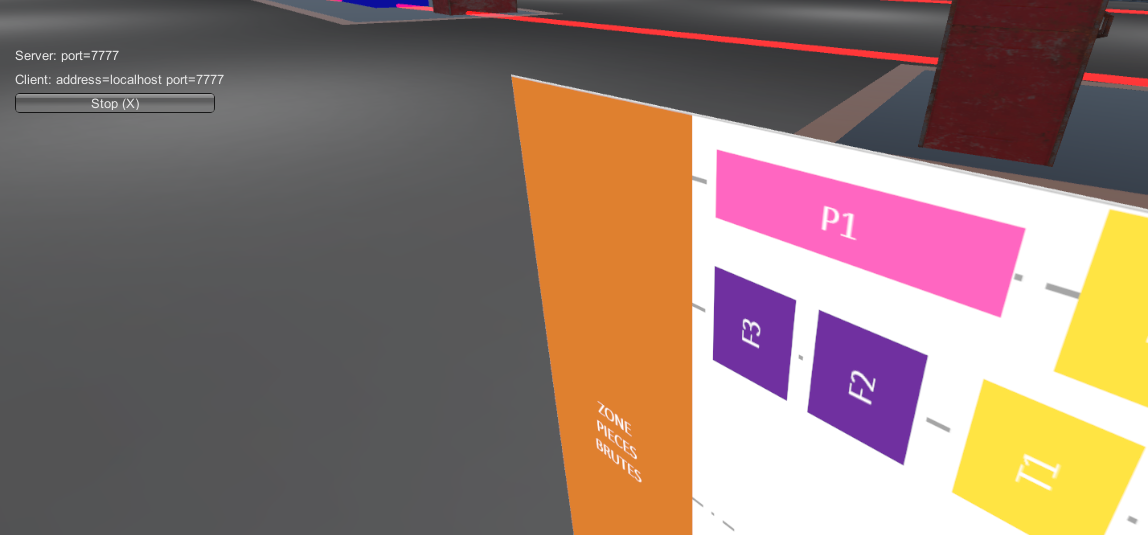 Server: port=7777
Client: address=localhost port=7777
Stop (X)
P1
F3
F2
T1
ZONE
PIECES
BRUTES